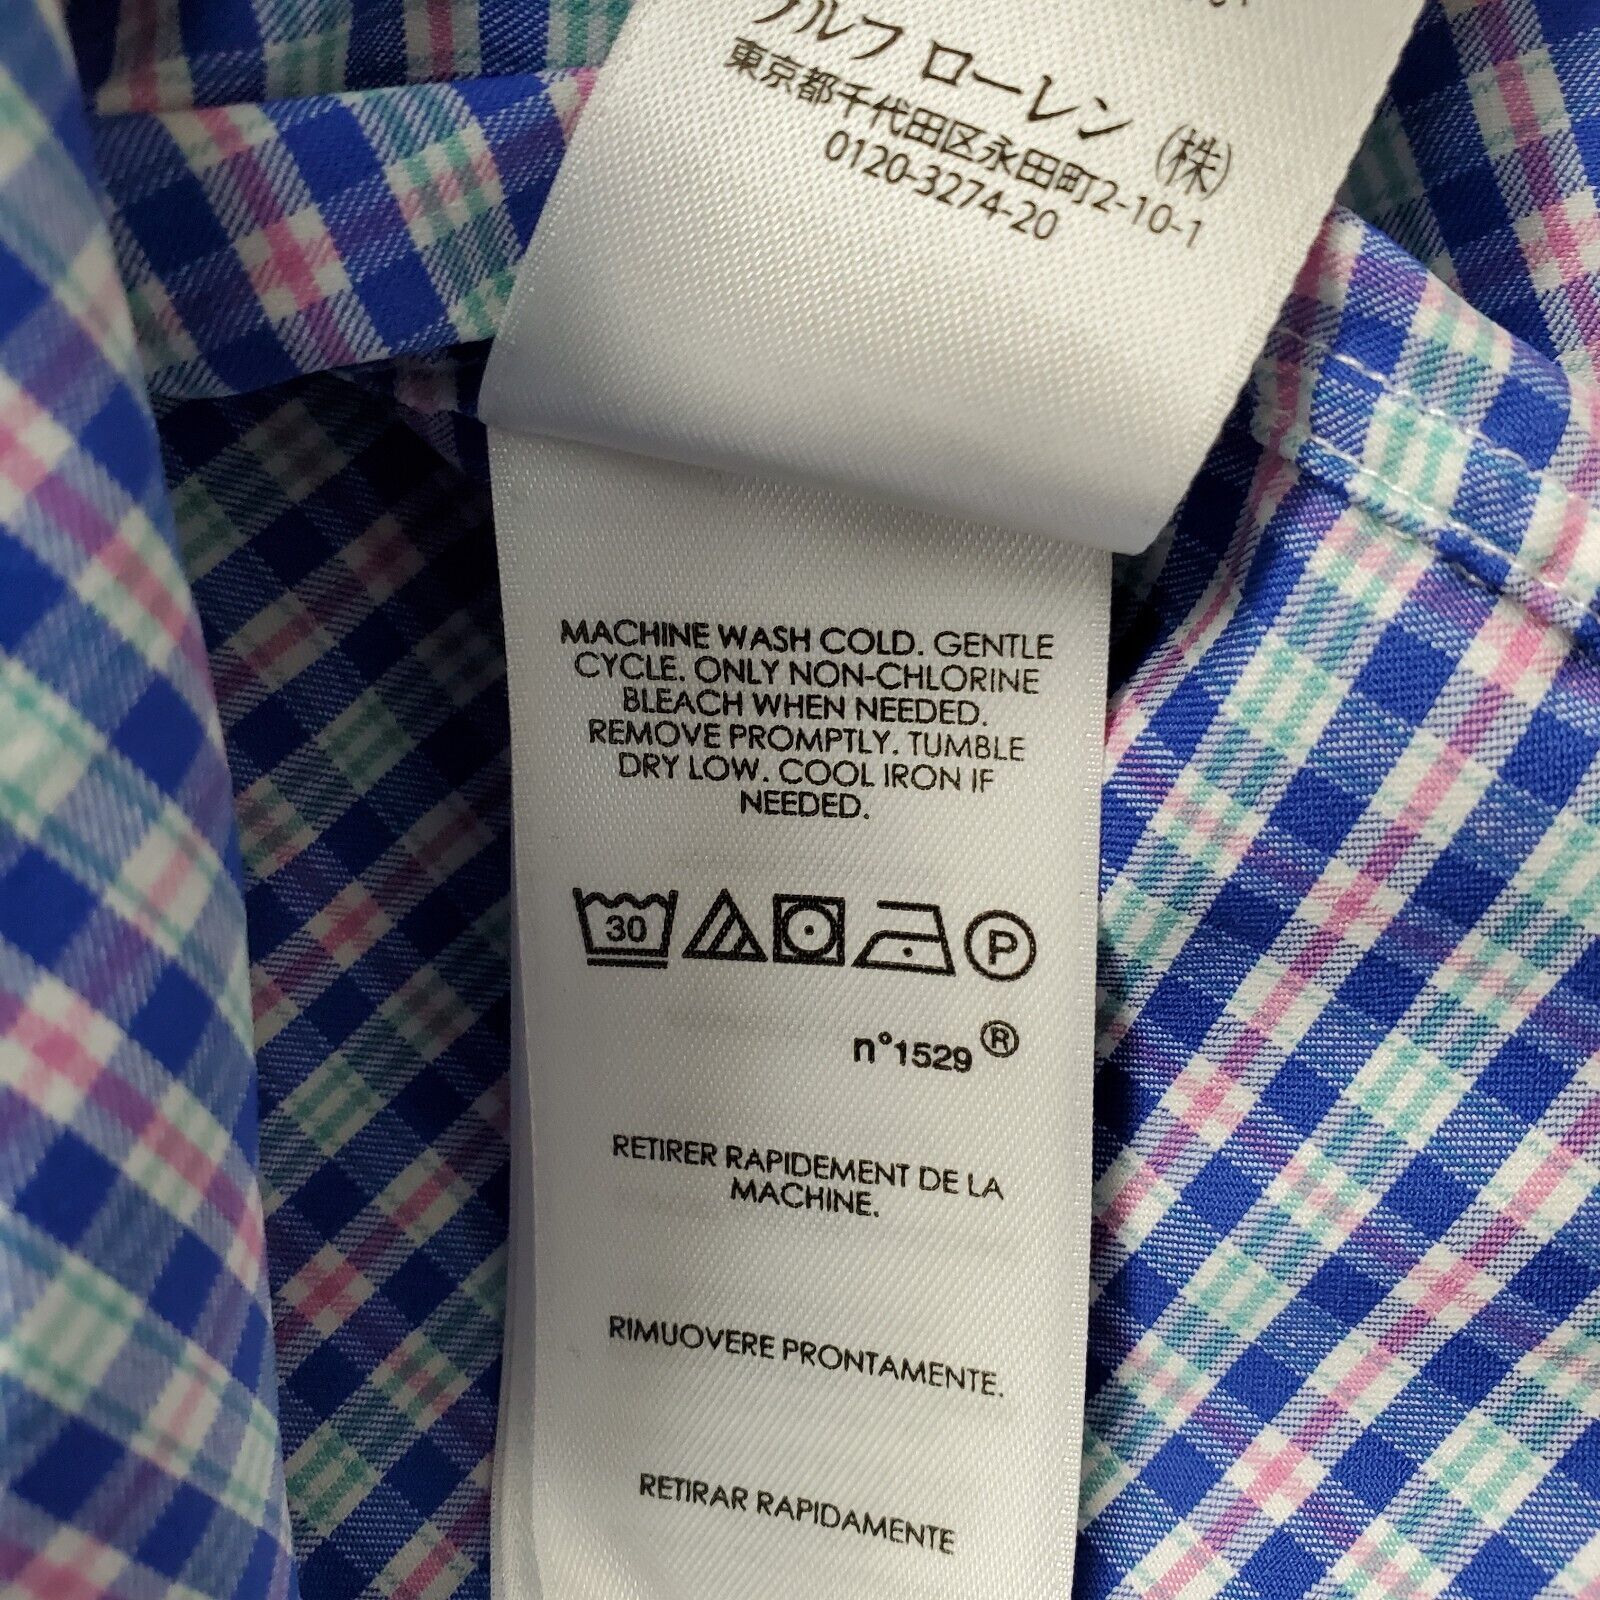 ルフ ローレン (株)
東京都千代田区永田町2-10-1
0120-3274-20
MACHINE WASH COLD. GENTLE
CYCLE. ONLY NON-CHLORINE
BLEACH WHEN NEEDED.
REMOVE PROMPTLY. TUMBLE
DRY LOW. COOL IRON IF
NEEDED.
30 P
n°1529 ®
RETIRER RAPIDEMENT DE LA
MACHINE.
RIMUOVERE PRONTAMENTE.
RETIRAR RAPIDAMENTE